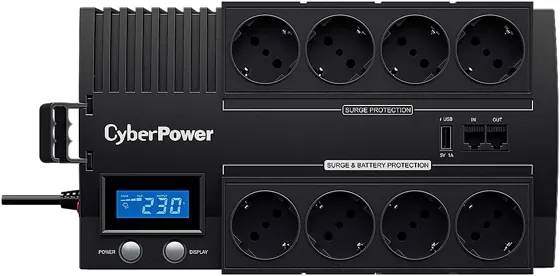 SURGE PROTECTION
CyberPower
USB
IN
OUT
5V 1A
SURGE & BATTERY PROTECTION
230
POWER
DISPLAY